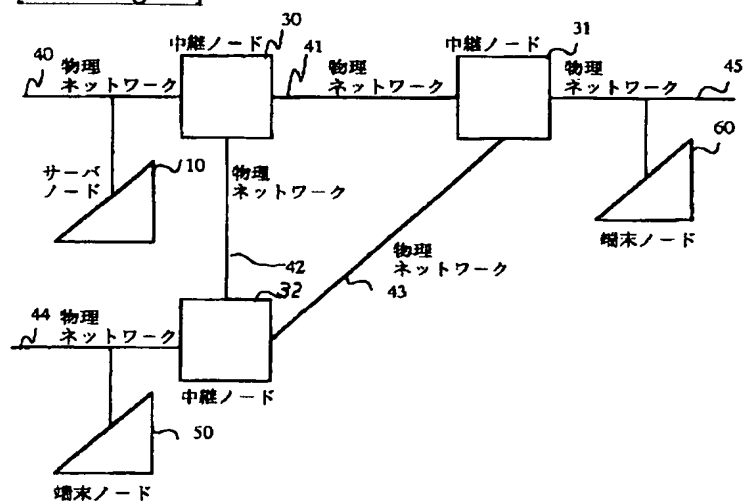 30
中継ノード
41
中継ノード
31
40
物理
ネットワーク
物理
ネットワーク
物理
ネットワーク
45
サーバ
ノード
10
物理
ネットワーク
60
端末ノード
42
物理
ネットワーク
43
32
44
物理
ネットワーク
中継ノード
50
端末ノード